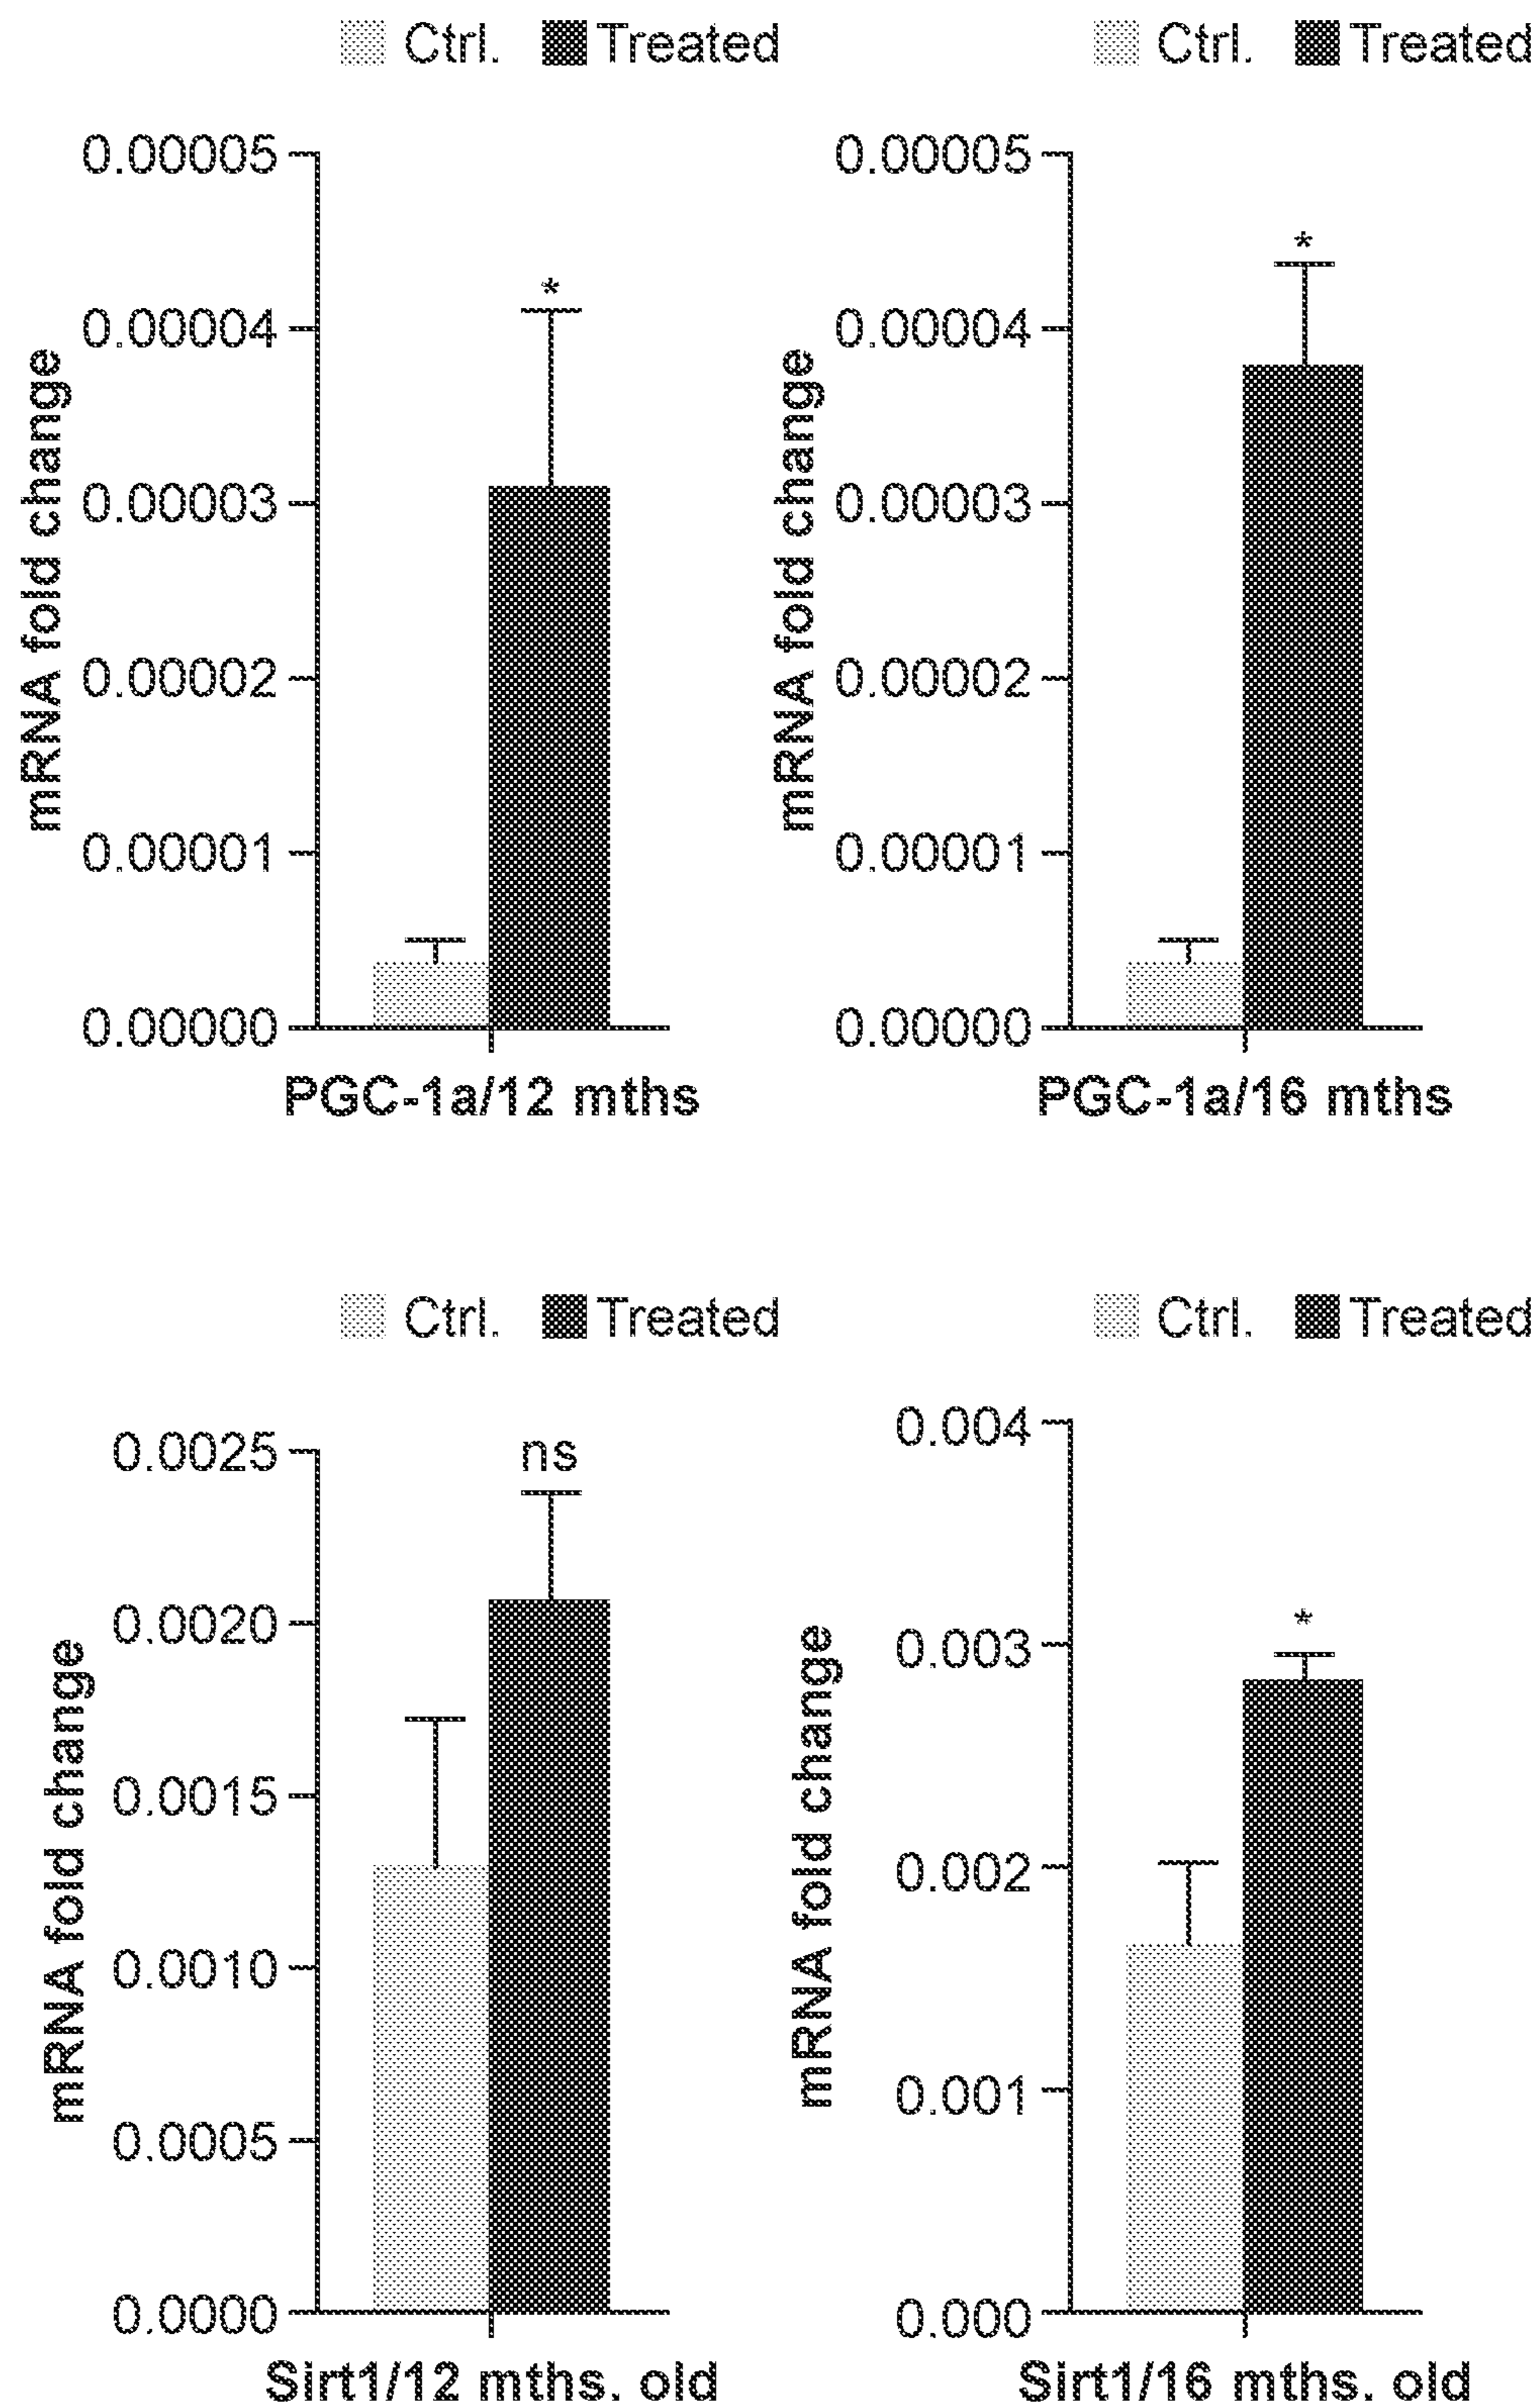 Ctrl. Treated
Ctrl. Treated
mRNA fold change
0.00005
*
0.00004
0.00003
0.00002
0.00001
0.00000
PGC-1a/12 mths
mRNA fold change
0.00005
*
0.00004
0.00003
0.00002
0.00001
0.00000
PGC-1a/16 mths
Ctrl. Treated
Ctrl. Treated
mRNA fold change
0.0025
ns
0.0020
0.0015
0.0010
0.0005
0.0000
Sirt1/12 mths. old
mRNA fold change
0.004
*
0.003
0.002
0.001
0.000
Sirt1/16 mths. old